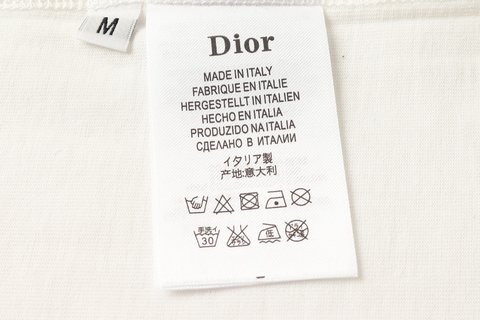 M
Dior
MADE IN ITALY
FABRIQUE EN ITALIE
HERGESTELLT IN ITALIEN
HECHO EN ITALIA
PRODUZIDO NA ITALIA
СДЕЛАНО В ИТАЛИИ
イタリア製
产地:意大利
手洗イ
30 低